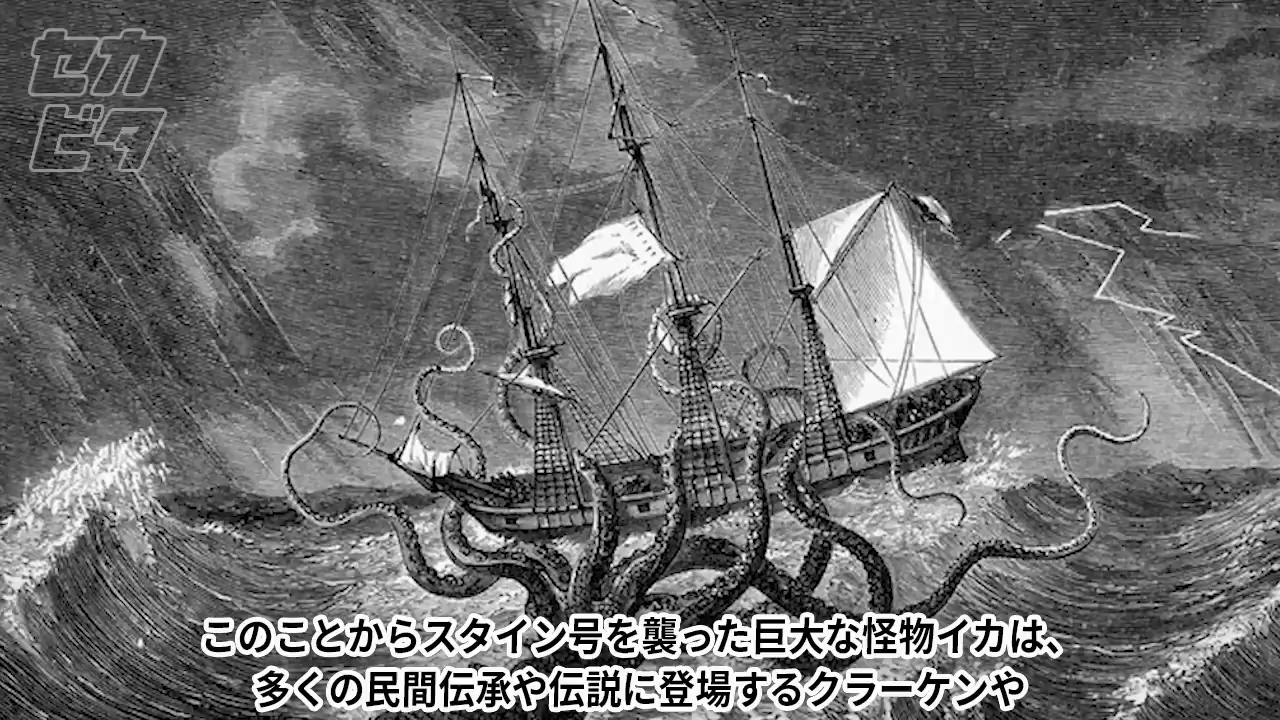 セカ
ビタ
このことからスタイン号を襲った巨大な怪物イカは、
多くの民間伝承や伝説に登場するクラーケンや